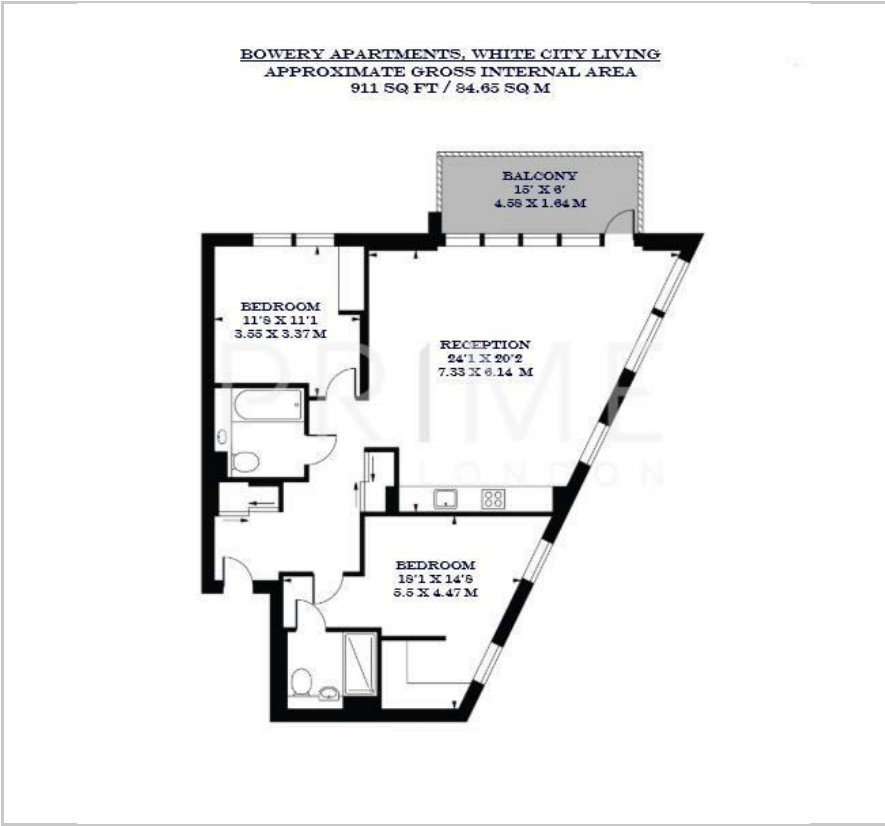 BOWERY APARTMENTS, WHITE CITY LIVING
APPROXIMATE GROSS INTERNAL AREA
911 SQ FT / 84.65 SQ M
BALCONY
15' X 6'
4.58 X 1.64 M
BEDROOM
11'8 X 11'1
3.55 X 3.37 M
RECEPTION
24'1 X 20'2
7.33 X 6.14 M
PRIME
LONDON
BEDROOM
18'1 X 14'8
5.5 X 4.47 M